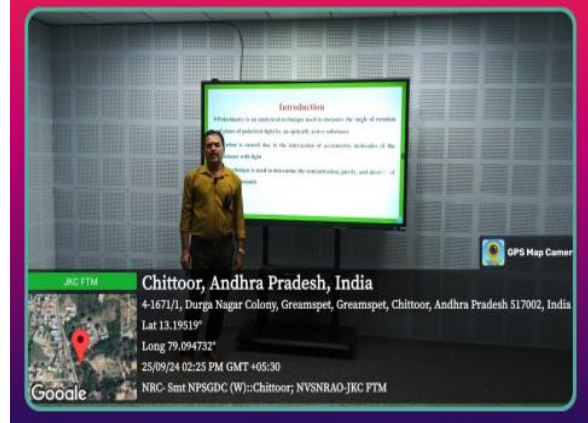 Introduction
Polarimetry is an analytical technique used to measure the angle of rotation
plane of polarized light by an optically active substance
is caused due to the interaction of asymmetric molecules of the
with light
is used to determine the concentration, purity, and
GPS Map Camer
JKC FTM
Chittoor, Andhra Pradesh, India
4-1671/1, Durga Nagar Colony, Greamspet, Greamspet, Chittoor, Andhra Pradesh 517002, India
Lat 13.19519°
Long 79.094732°
25/09/24 02:25 PM GMT +05:30
NRC- Smt NPSGDC (W)::Chittoor; NVSNRAO-JKC FTM
Google